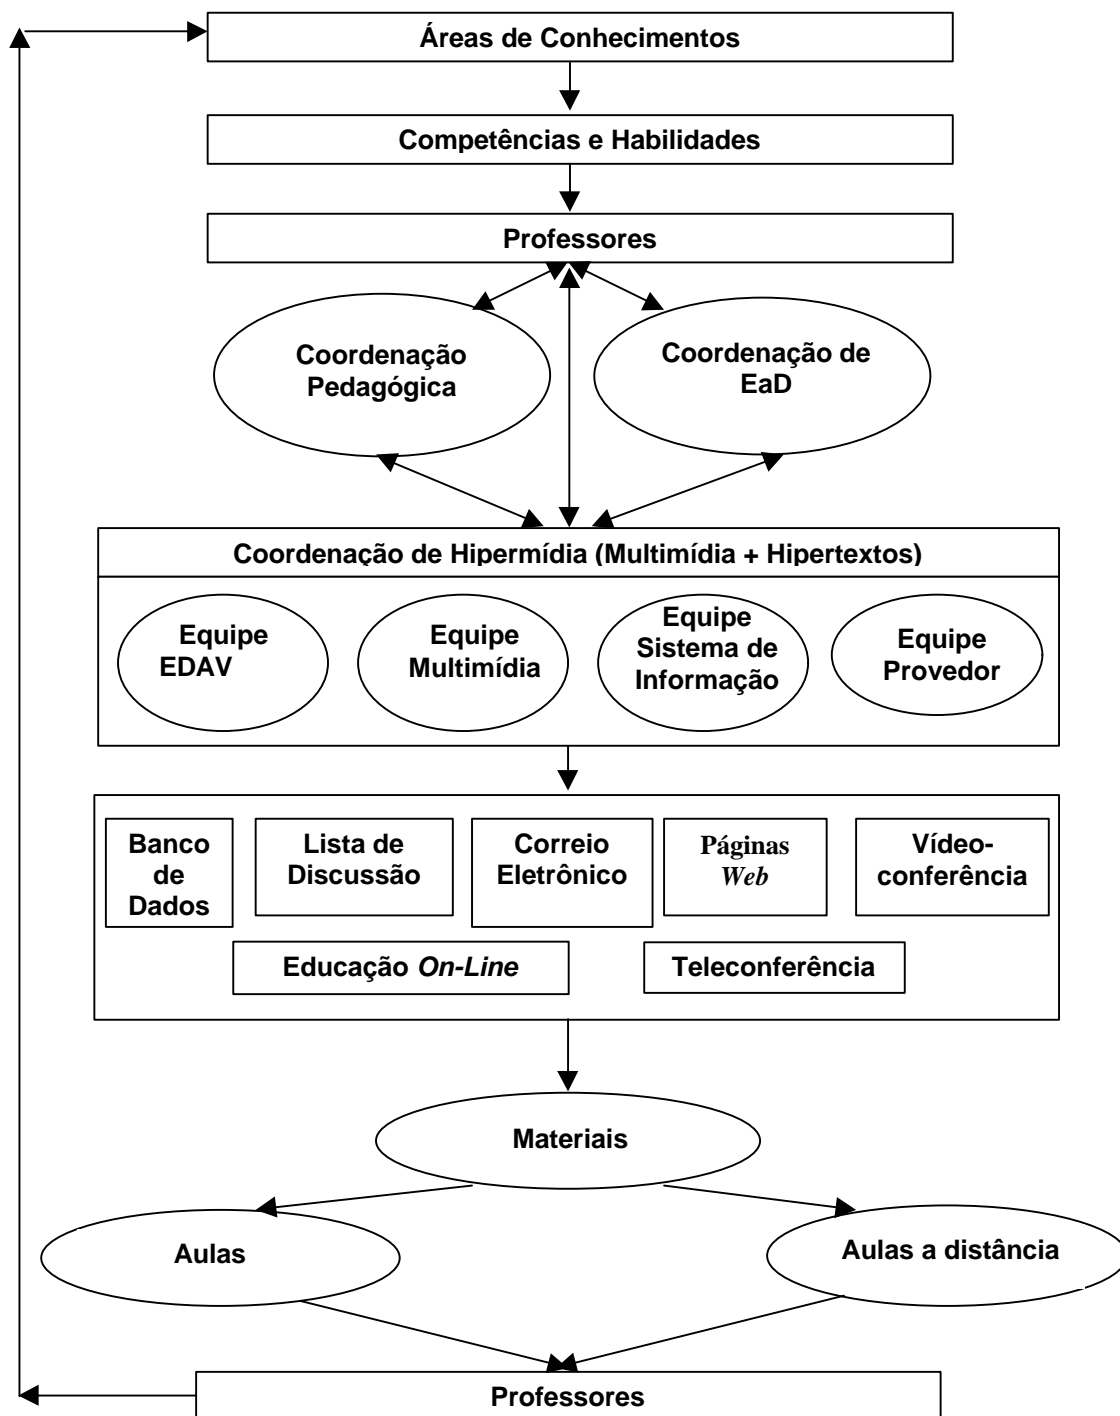 Áreas de Conhecimentos
Competências e Habilidades
Professores
Coordenação
Pedagógica
Coordenação de
EaD
Coordenação de Hipermídia (Multimídia + Hipertextos)
Equipe
EDAV
Equipe
Multimídia
Equipe
Sistema de
Informação
Equipe
Provedor
Banco
de
Dados
Lista de
Discussão
Correio
Eletrônico
Páginas
Web
Vídeo-
conferência
Educação On-Line
Teleconferência
Materiais
Aulas
Aulas a distância
Professores